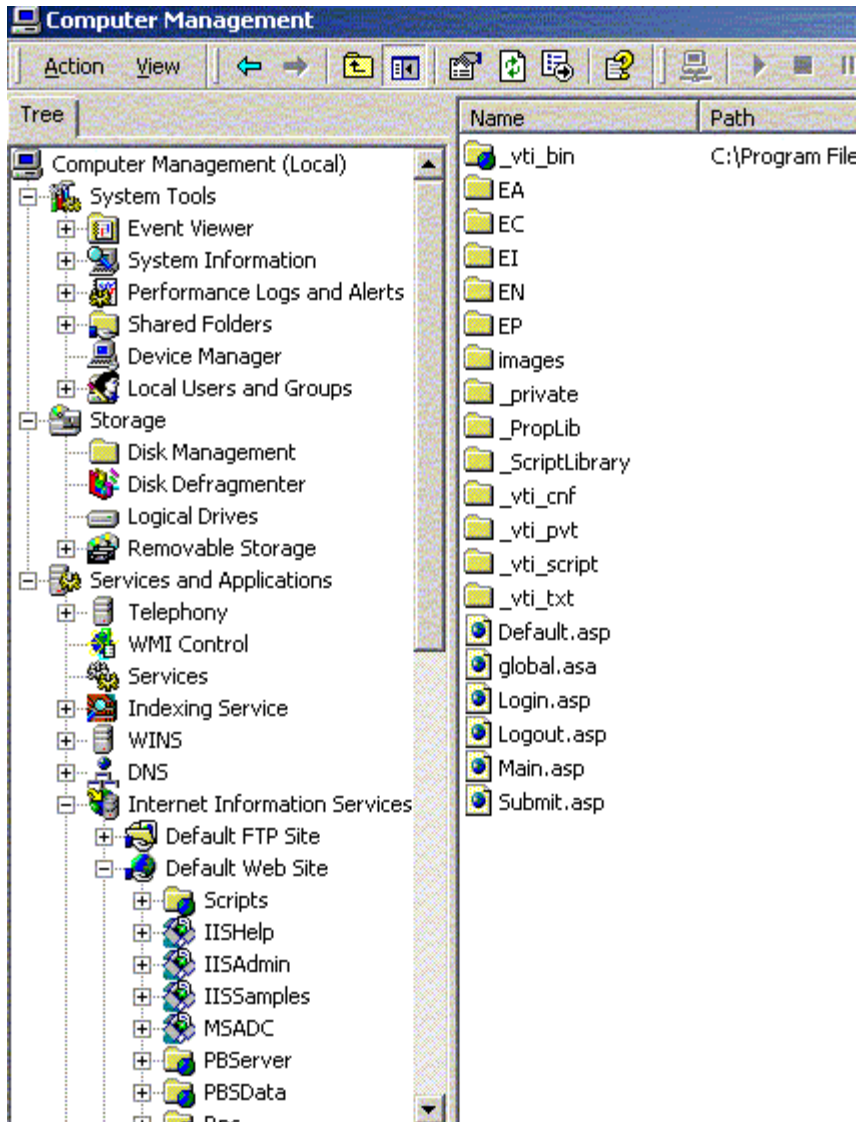 Computer Management
Action View
Tree
Computer Management (Local)
System Tools
Event Viewer
System Information
Performance Logs and Alerts
Shared Folders
Device Manager
Local Users and Groups
Storage
Disk Management
Disk Defragmenter
Logical Drives
Removable Storage
Services and Applications
Telephony
WMI Control
Services
Indexing Service
WINS
DNS
Internet Information Services
Default FTP Site
Default Web Site
Scripts
IISHelp
IISAdmin
IISSamples
MSADC
PBServer
PBSData
Name Path
_vti_bin C:\Program File
EA
EC
EI
EN
EP
images
_private
_PropLib
_ScriptLibrary
_vti_cnf
_vti_pvt
_vti_script
_vti_txt
Default.asp
global.asa
Login.asp
Logout.asp
Main.asp
Submit.asp